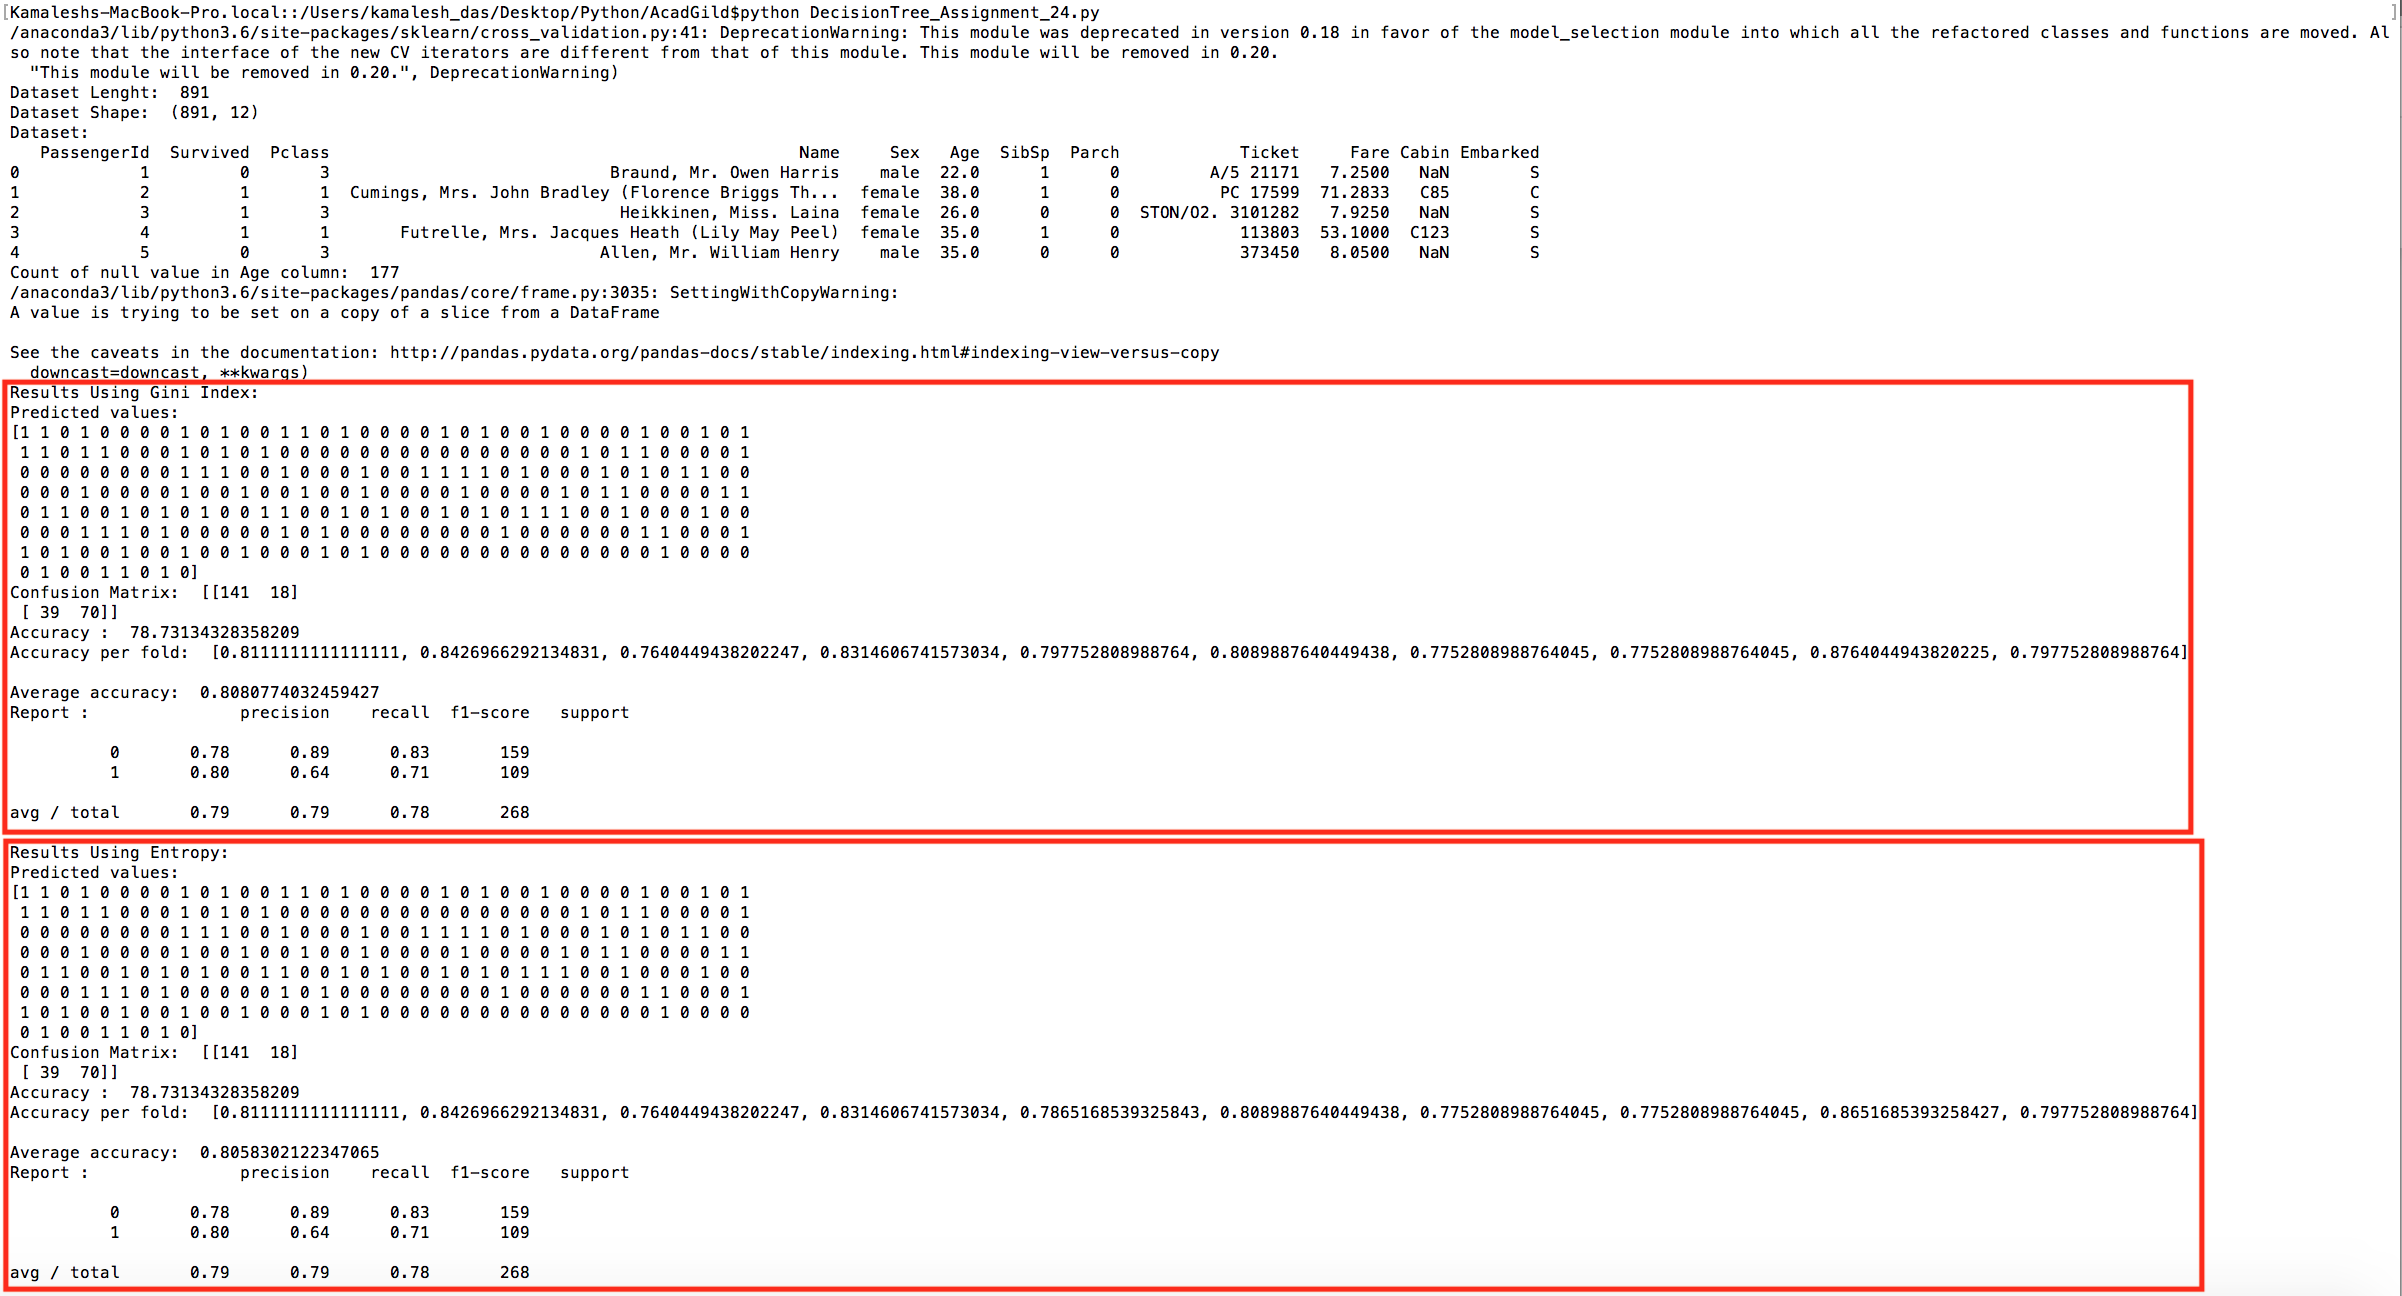 [Kamaleshs-MacBook-Pro.local::/Users/kamalesh_das/Desktop/Python/AcadGild$python DecisionTree_Assignment_24.py ]
/anaconda3/lib/python3.6/site-packages/sklearn/cross_validation.py:41: DeprecationWarning: This module was deprecated in version 0.18 in favor of the model_selection module into which all the refactored classes and functions are moved. Al
so note that the interface of the new CV iterators are different from that of this module. This module will be removed in 0.20.
  "This module will be removed in 0.20.", DeprecationWarning)
Dataset Lenght:  891
Dataset Shape:  (891, 12)
Dataset:
   PassengerId  Survived  Pclass                                               Name     Sex   Age  SibSp  Parch            Ticket     Fare Cabin Embarked
0            1         0       3                            Braund, Mr. Owen Harris    male  22.0      1      0         A/5 21171   7.2500   NaN        S
1            2         1       1  Cumings, Mrs. John Bradley (Florence Briggs Th...  female  38.0      1      0          PC 17599  71.2833   C85        C
2            3         1       3                             Heikkinen, Miss. Laina  female  26.0      0      0  STON/O2. 3101282   7.9250   NaN        S
3            4         1       1       Futrelle, Mrs. Jacques Heath (Lily May Peel)  female  35.0      1      0            113803  53.1000  C123        S
4            5         0       3                           Allen, Mr. William Henry    male  35.0      0      0            373450   8.0500   NaN        S
Count of null value in Age column:  177
/anaconda3/lib/python3.6/site-packages/pandas/core/frame.py:3035: SettingWithCopyWarning:
A value is trying to be set on a copy of a slice from a DataFrame

See the caveats in the documentation: http://pandas.pydata.org/pandas-docs/stable/indexing.html#indexing-view-versus-copy
  downcast=downcast, **kwargs)
Results Using Gini Index:
Predicted values:
[1 1 0 1 0 0 0 0 1 0 1 0 0 1 1 0 1 0 0 0 0 1 0 1 0 0 1 0 0 0 0 1 0 0 1 0 1
 1 1 0 1 1 0 0 0 1 0 1 0 1 0 0 0 0 0 0 0 0 0 0 0 0 0 0 0 1 0 1 1 0 0 0 0 1
 0 0 0 0 0 0 0 0 1 1 1 0 0 1 0 0 0 1 0 0 1 1 1 1 0 1 0 0 0 1 0 1 0 1 1 0 0
 0 0 0 1 0 0 0 0 1 0 0 1 0 0 1 0 0 1 0 0 0 0 1 0 0 0 0 1 0 1 1 0 0 0 0 1 1
 0 1 1 0 0 1 0 1 0 1 0 0 1 1 0 0 1 0 1 0 0 1 0 1 0 1 1 1 0 0 1 0 0 0 1 0 0
 0 0 0 1 1 1 0 1 0 0 0 0 0 1 0 1 0 0 0 0 0 0 0 0 1 0 0 0 0 0 0 1 1 0 0 0 1
 1 0 1 0 0 1 0 0 1 0 0 1 0 0 0 1 0 1 0 0 0 0 0 0 0 0 0 0 0 0 0 0 1 0 0 0 0
 0 1 0 0 1 1 0 1 0]
Confusion Matrix:  [[141  18]
 [ 39  70]]
Accuracy :  78.73134328358209
Accuracy per fold:  [0.8111111111111111, 0.8426966292134831, 0.7640449438202247, 0.8314606741573034, 0.797752808988764, 0.8089887640449438, 0.7752808988764045, 0.7752808988764045, 0.8764044943820225, 0.797752808988764]

Average accuracy:  0.8080774032459427
Report :               precision    recall  f1-score   support

          0       0.78      0.89      0.83       159
          1       0.80      0.64      0.71       109

avg / total       0.79      0.79      0.78       268

Results Using Entropy:
Predicted values:
[1 1 0 1 0 0 0 0 1 0 1 0 0 1 1 0 1 0 0 0 0 1 0 1 0 0 1 0 0 0 0 1 0 0 1 0 1
 1 1 0 1 1 0 0 0 1 0 1 0 1 0 0 0 0 0 0 0 0 0 0 0 0 0 0 0 1 0 1 1 0 0 0 0 1
 0 0 0 0 0 0 0 0 1 1 1 0 0 1 0 0 0 1 0 0 1 1 1 1 0 1 0 0 0 1 0 1 0 1 1 0 0
 0 0 0 1 0 0 0 0 1 0 0 1 0 0 1 0 0 1 0 0 0 0 1 0 0 0 0 1 0 1 1 0 0 0 0 1 1
 0 1 1 0 0 1 0 1 0 1 0 0 1 1 0 0 1 0 1 0 0 1 0 1 0 1 1 1 0 0 1 0 0 0 1 0 0
 0 0 0 1 1 1 0 1 0 0 0 0 0 1 0 1 0 0 0 0 0 0 0 0 1 0 0 0 0 0 0 1 1 0 0 0 1
 1 0 1 0 0 1 0 0 1 0 0 1 0 0 0 1 0 1 0 0 0 0 0 0 0 0 0 0 0 0 0 0 1 0 0 0 0
 0 1 0 0 1 1 0 1 0]
Confusion Matrix:  [[141  18]
 [ 39  70]]
Accuracy :  78.73134328358209
Accuracy per fold:  [0.8111111111111111, 0.8426966292134831, 0.7640449438202247, 0.8314606741573034, 0.7865168539325843, 0.8089887640449438, 0.7752808988764045, 0.7752808988764045, 0.8651685393258427, 0.797752808988764]

Average accuracy:  0.8058302122347065
Report :               precision    recall  f1-score   support

          0       0.78      0.89      0.83       159
          1       0.80      0.64      0.71       109

avg / total       0.79      0.79      0.78       268